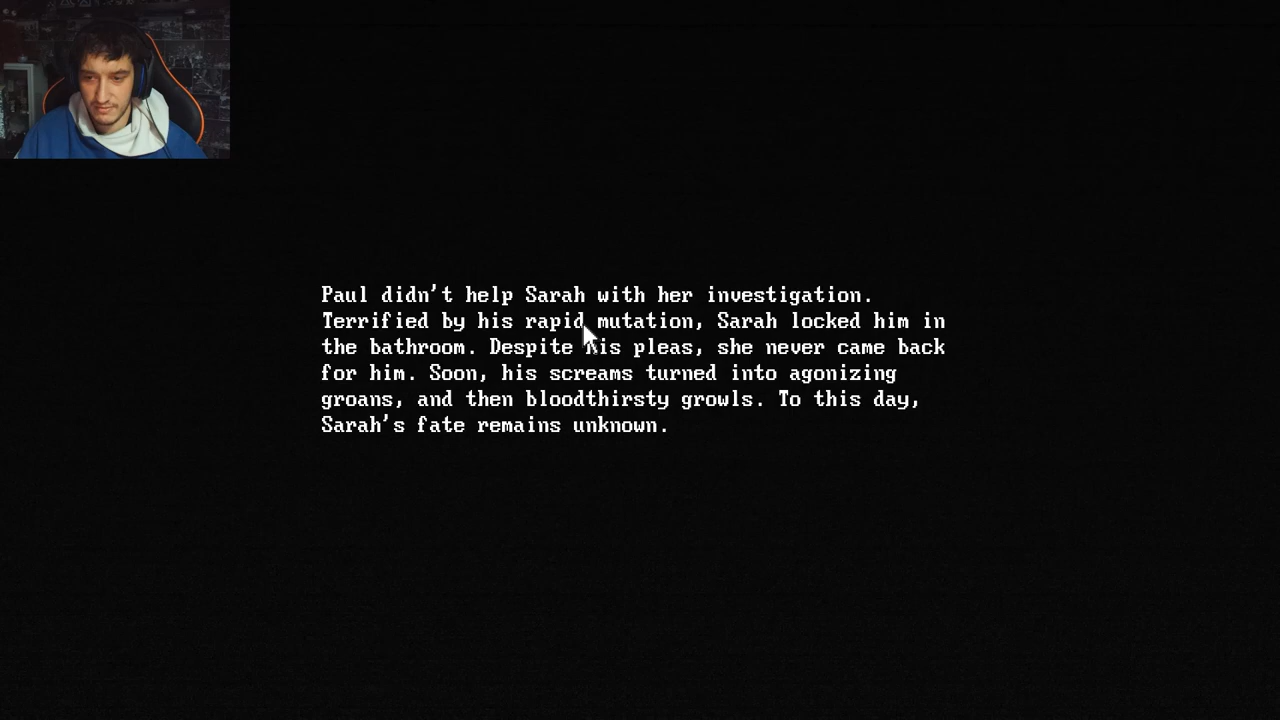 Paul didn't help Sarah with her investigation.
Terrified by his rapid mutation, Sarah locked him in
the bathroom. Despite his pleas, she never came back
for him. Soon, his screams turned into agonizing
groans, and then bloodthirsty growls. To this day,
Sarah's fate remains unknown.